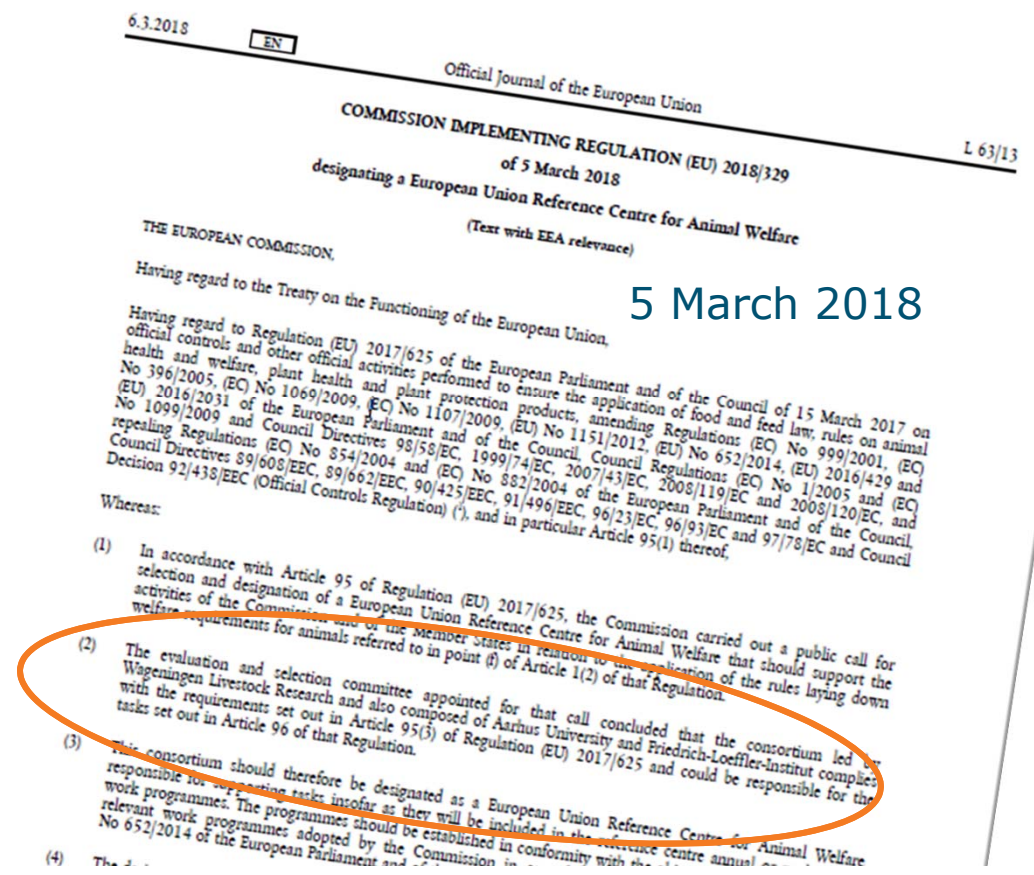 6.3.2018
EN
Official Journal of the European Union
L 63/13
COMMISSION IMPLEMENTING REGULATION (EU) 2018/329
of 5 March 2018
designating a European Union Reference Centre for Animal Welfare
(Text with EEA relevance)
THE EUROPEAN COMMISSION,
Having regard to the Treaty on the Functioning of the European Union,
5 March 2018
Having regard to Regulation (EU) 2017/625 of the European Parliament and of the Council of 15 March 2017 on
official controls and other official activities performed to ensure the application of food and feed law, rules on animal
health and welfare, plant health and plant protection products, amending Regulations (EC) No 999/2001, (EC)
No 396/2005, (EC) No 1069/2009, (EC) No 1107/2009, (EU) No 1151/2012, (EU) No 652/2014, (EU) 2016/429 and
(EU) 2016/2031 of the European Parliament and of the Council, Council Regulations (EC) No 1/2005 and (EC)
No 1099/2009 and Council Directives 98/58/EC, 1999/74/EC, 2007/43/EC, 2008/119/EC and 2008/120/EC, and
repealing Regulations (EC) No 854/2004 and (EC) No 882/2004 of the European Parliament and of the Council,
Council Directives 89/608/EEC, 89/662/EEC, 90/425/EEC, 91/496/EEC, 96/23/EC, 96/93/EC and 97/78/EC and Council
Decision 92/438/EEC (Official Controls Regulation) (¹), and in particular Article 95(1) thereof,
Whereas:
(1) In accordance with Article 95 of Regulation (EU) 2017/625, the Commission carried out a public call for
selection and designation of a European Union Reference Centre for Animal Welfare that should support the
activities of the Commission and of the Member States in relation to the application of the rules laying down
welfare requirements for animals referred to in point (f) of Article 1(2) of that Regulation.
(2) The evaluation and selection committee appointed for that call concluded that the consortium led by
Wageningen Livestock Research and also composed of Aarhus University and Friedrich-Loeffler-Institut complies
with the requirements set out in Article 95(3) of Regulation (EU) 2017/625 and could be responsible for the
tasks set out in Article 96 of that Regulation.
(3) This consortium should therefore be designated as a European Union Reference Centre for Animal Welfare
responsible for supporting tasks insofar as they will be included in the reference centre annual or
work programmes. The programmes should be established in conformity with the
relevant work programmes adopted by the Commission in
No 652/2014 of the European Parliament and of
(4) The